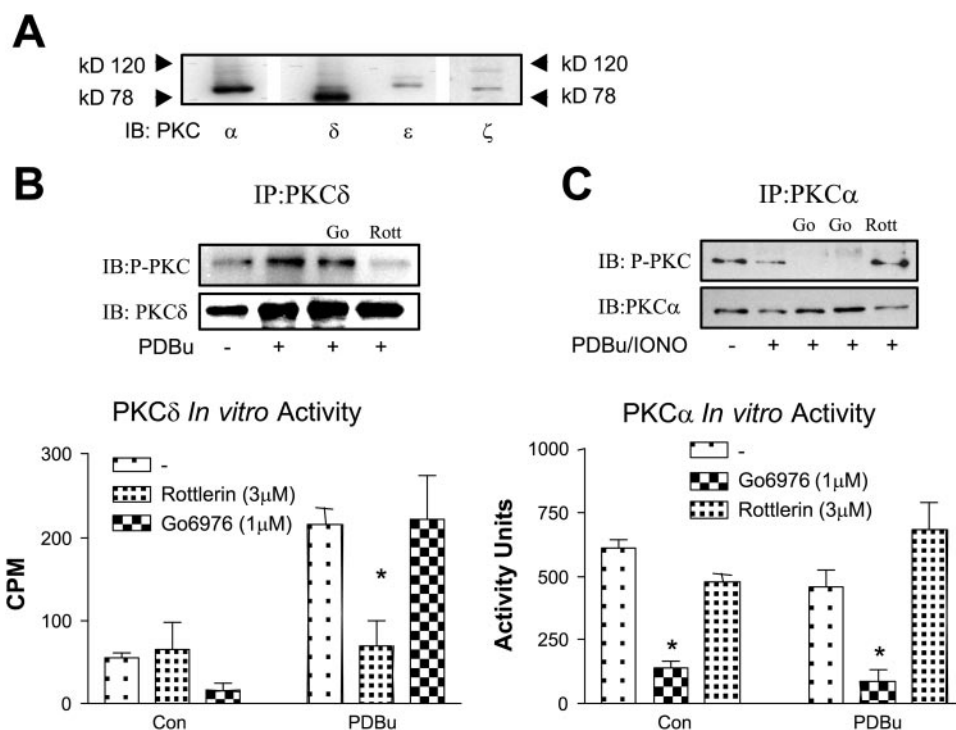 A
kD 120 ► ◄ kD 120
kD 78 ► ◄ kD 78
IB: PKC α δ ε ζ
B
IP:PKCδ
Go Rott
IB:P-PKC
IB: PKCδ
PDBu - + + +
C
IP:PKCα
Go Go Rott
IB: P-PKC
IB:PKCα
PDBu/IONO - + + + +
PKCδ In vitro Activity
300
200
100
0
CPM
-
Rottlerin (3μM)
Go6976 (1μM)
*
Con PDBu
PKCα In vitro Activity
1000
750
500
250
0
Activity Units
-
Go6976 (1μM)
Rottlerin (3μM)
* *
Con PDBu